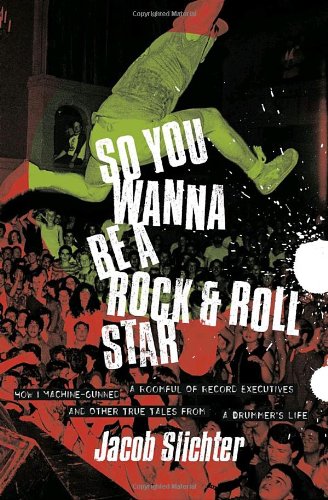 SO YOU
WANNA
BE A
ROCK & ROLL
STAR
HOW I MACHINE-GUNNED A ROOMFUL OF RECORD EXECUTIVES
AND OTHER TRUE TALES FROM A DRUMMER'S LIFE
Jacob Slichter